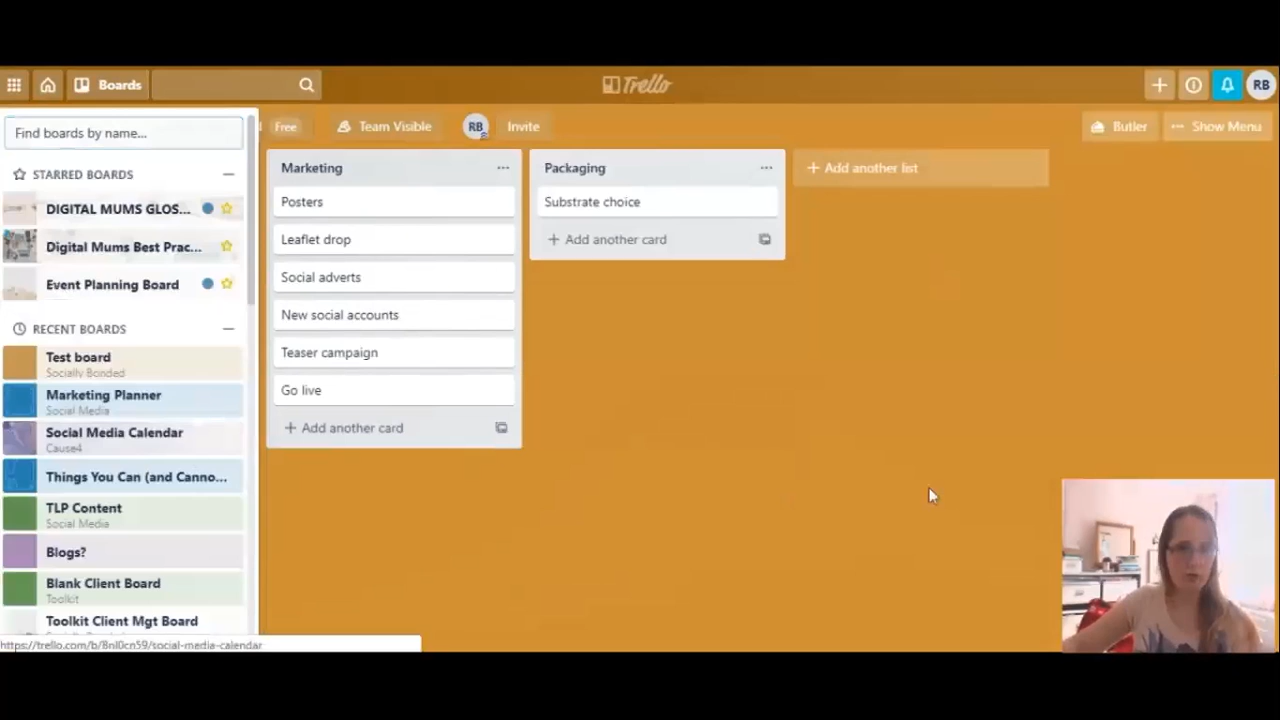 Boards
Trello
RB
Find boards by name...
Free
Team Visible
RB
Invite
Butler
Show Menu
STARRED BOARDS
DIGITAL MUMS GLOS...
Digital Mums Best Prac...
Event Planning Board
RECENT BOARDS
Test board
Socially Bonded
Marketing Planner
Social Media
Social Media Calendar
Cause4
Things You Can (and Canno...
TLP Content
Social Media
Blogs?
Blank Client Board
Toolkit
Toolkit Client Mgt Board
https://trello.com/b/8nl0cn59/social-media-calendar
Marketing
Posters
Leaflet drop
Social adverts
New social accounts
Teaser campaign
Go live
+ Add another card
Packaging
Substrate choice
+ Add another card
+ Add another list